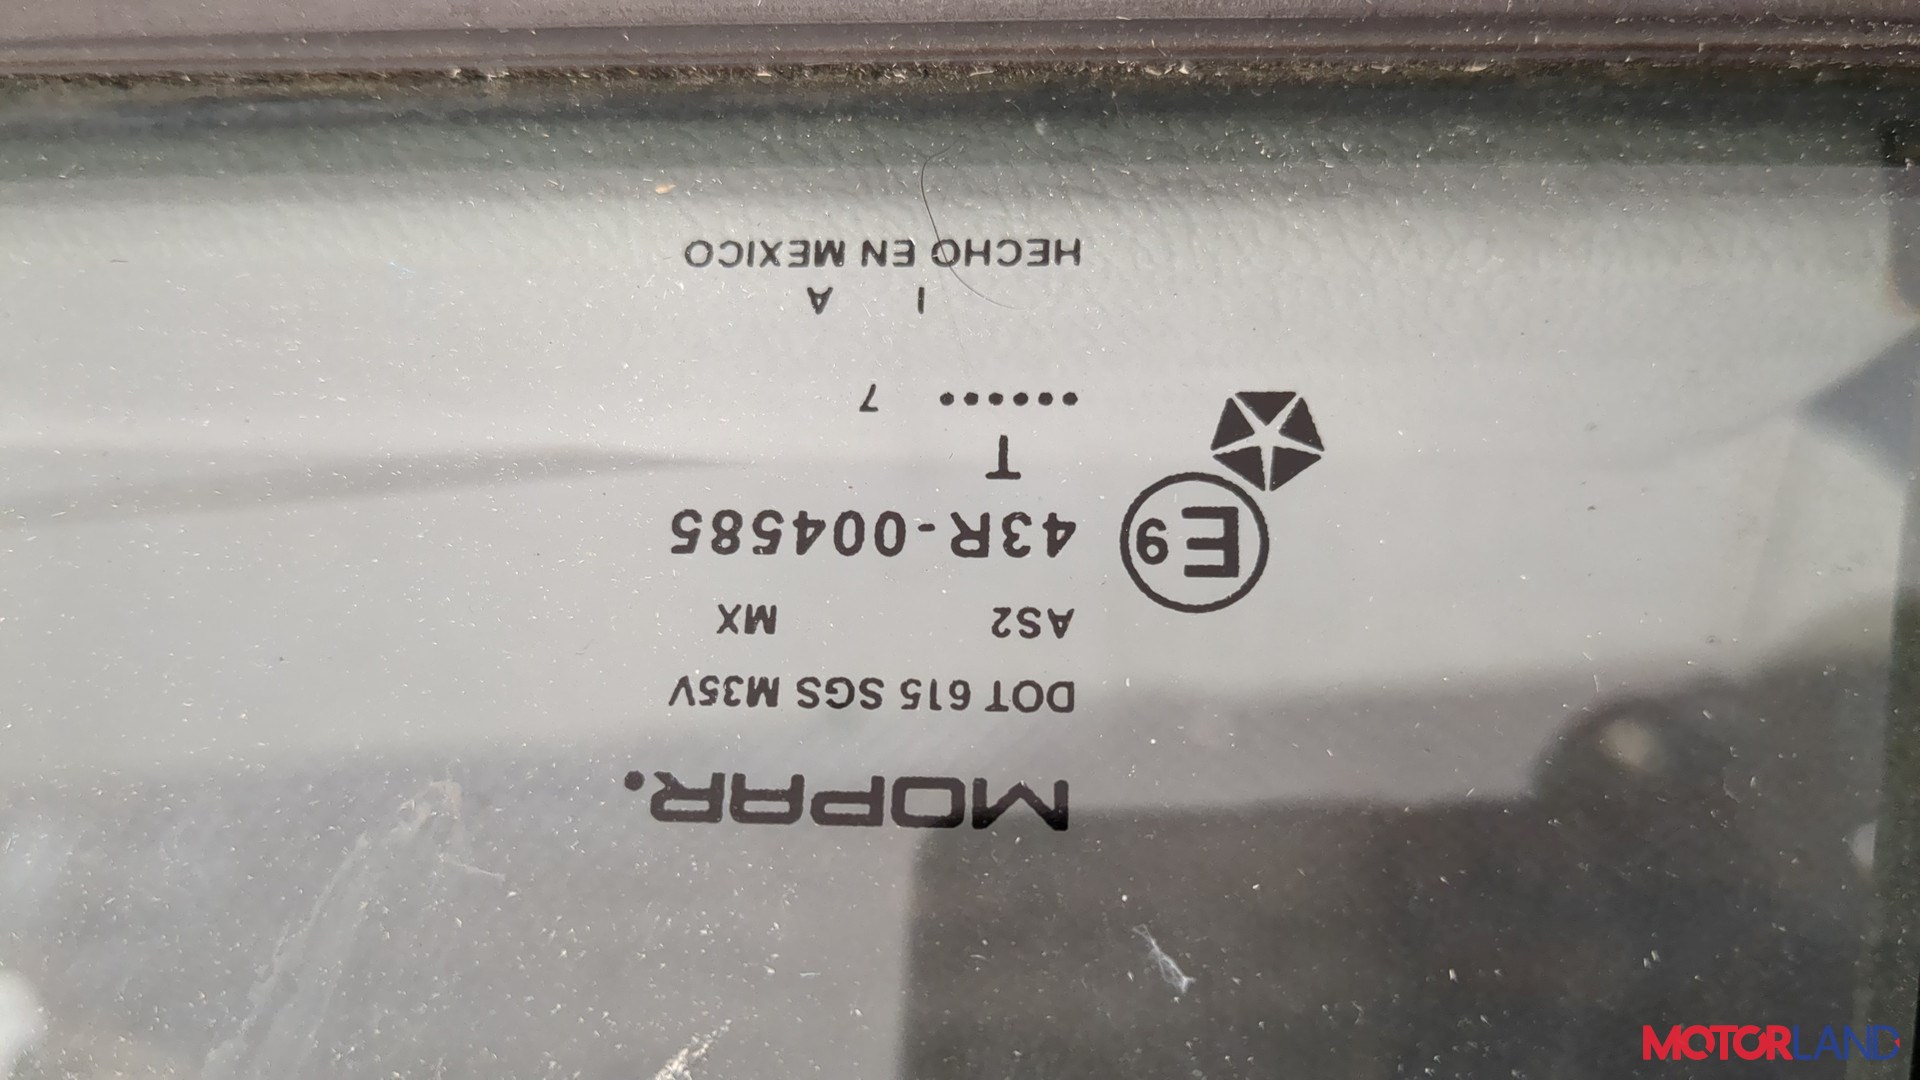 MOPAR.
DOT 615 SGS M35V
AS2 MX
E9 43R-004585
T
•••••• 7
I A
HECHO EN MEXICO
MOTORLAND